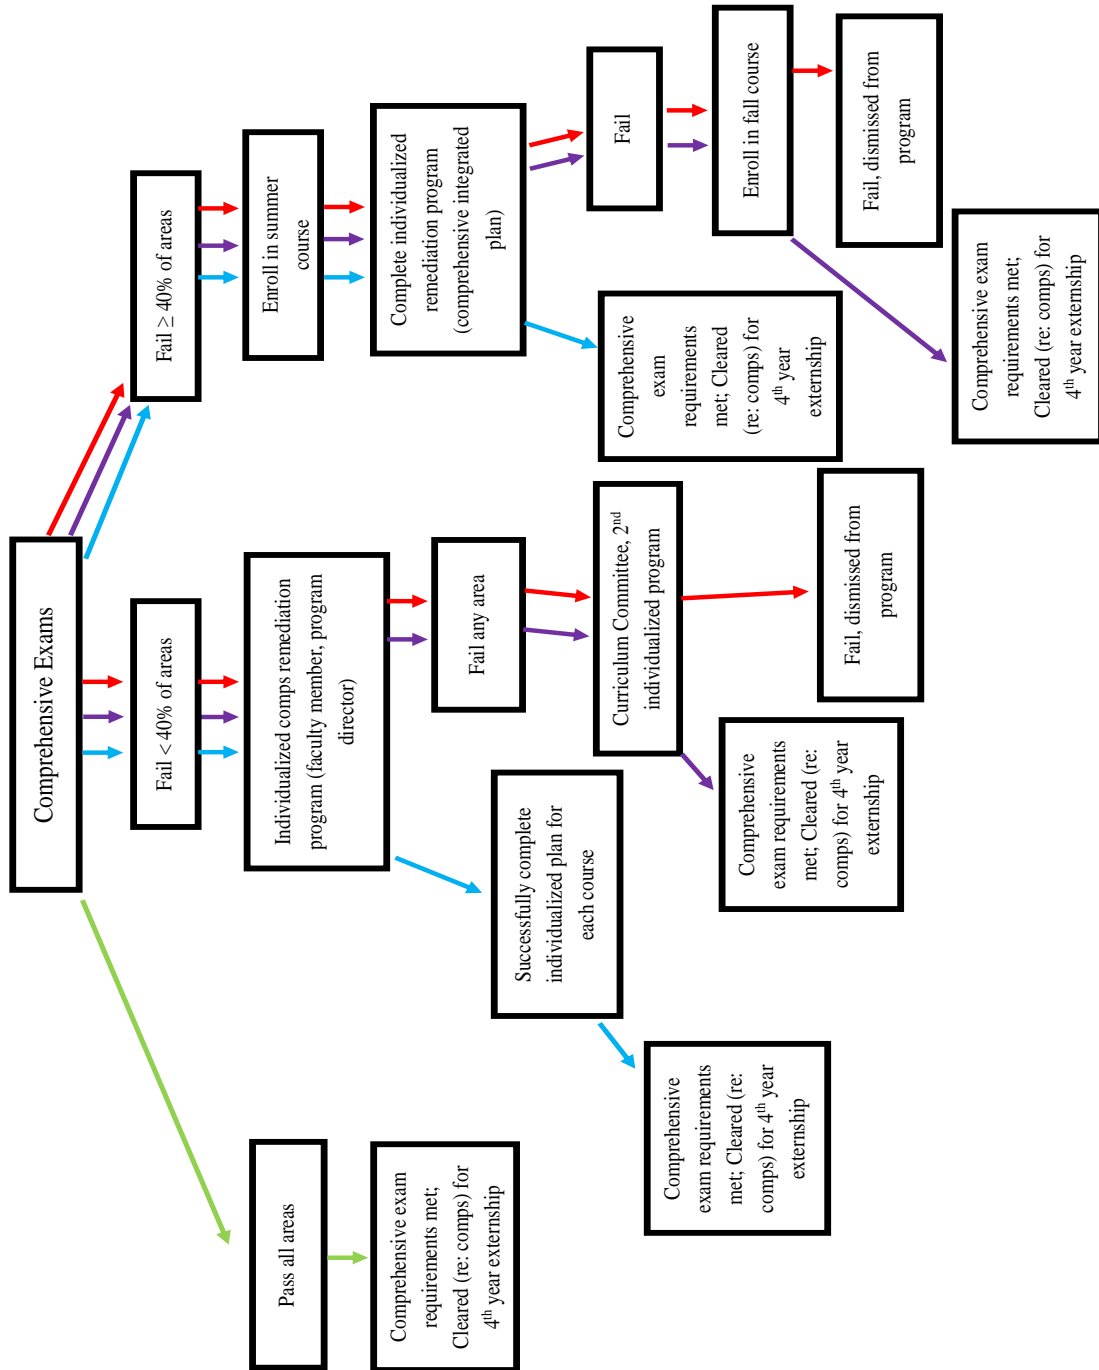 Comprehensive Exams
Pass all areas
Comprehensive exam
requirements met;
Cleared (re: comps) for
4th year externship
Fail < 40% of areas
Individualized comps remediation
program (faculty member, program
director)
Successfully complete
individualized plan for
each course
Comprehensive
exam requirements
met; Cleared (re:
comps) for 4th year
externship
Fail any area
Curriculum Committee, 2nd
individualized program
Comprehensive
exam requirements
met; Cleared (re:
comps) for 4th year
externship
Fail, dismissed from
program
Fail ≥ 40% of areas
Enroll in summer
course
Complete individualized
remediation program
(comprehensive integrated
plan)
Comprehensive
exam
requirements
met; Cleared
(re: comps) for
4th year
externship
Fail
Enroll in fall course
Comprehensive exam
requirements met;
Cleared (re: comps) for
4th year externship
Fail, dismissed from
program